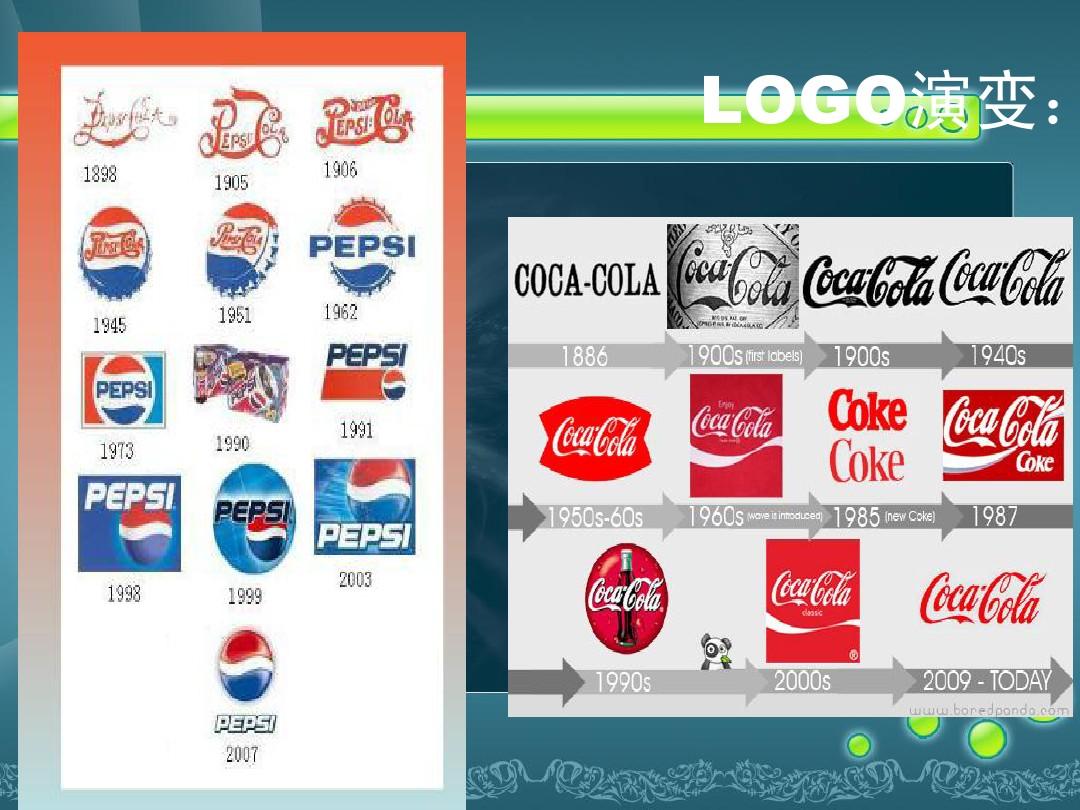 LOGO演变:
Pepsi-Cola
PEPSI:COLA
PEPSI:COLA
1898
1905
1906
PEPSI-COLA
PEPSI-COLA
PEPSI
1945
1951
1962
PEPSI
PEPSI
1973
1990
1991
PEPSI
PEPSI
PEPSI
1998
1999
2003
PEPSI
2007
COCA-COLA
Coca-Cola
Coca-Cola
Coca-Cola
1886
1900s (first labels)
1900s
1940s
Coca-Cola
Enjoy
Coca-Cola
Coke
Coke
Coca-Cola
Coke
1950s-60s
1960s (wave is introduced)
1985 (new Coke)
1987
Coca-Cola
Coca-Cola
classic
®
Coca-Cola
1990s
2000s
2009 - TODAY
www.boredpanda.com